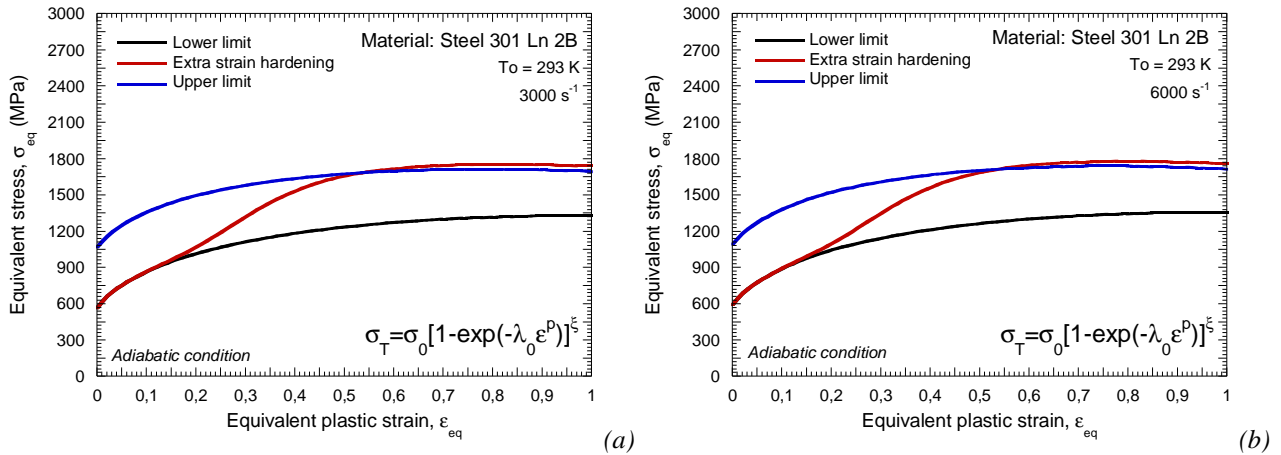 3000
2700
2400
2100
1800
1500
1200
900
600
300
0
Equivalent stress, σeq (MPa)
Lower limit
Extra strain hardening
Upper limit
Material: Steel 301 Ln 2B
To = 293 K
3000 s⁻¹
σT=σ0[1-exp(-λ0εᵖ)]^ξ
Adiabatic condition
0 0,1 0,2 0,3 0,4 0,5 0,6 0,7 0,8 0,9 1
Equivalent plastic strain, εeq
(a)
3000
2700
2400
2100
1800
1500
1200
900
600
300
0
Equivalent stress, σeq (MPa)
Lower limit
Extra strain hardening
Upper limit
Material: Steel 301 Ln 2B
To = 293 K
6000 s⁻¹
σT=σ0[1-exp(-λ0εᵖ)]^ξ
Adiabatic condition
0 0,1 0,2 0,3 0,4 0,5 0,6 0,7 0,8 0,9 1
Equivalent plastic strain, εeq
(b)